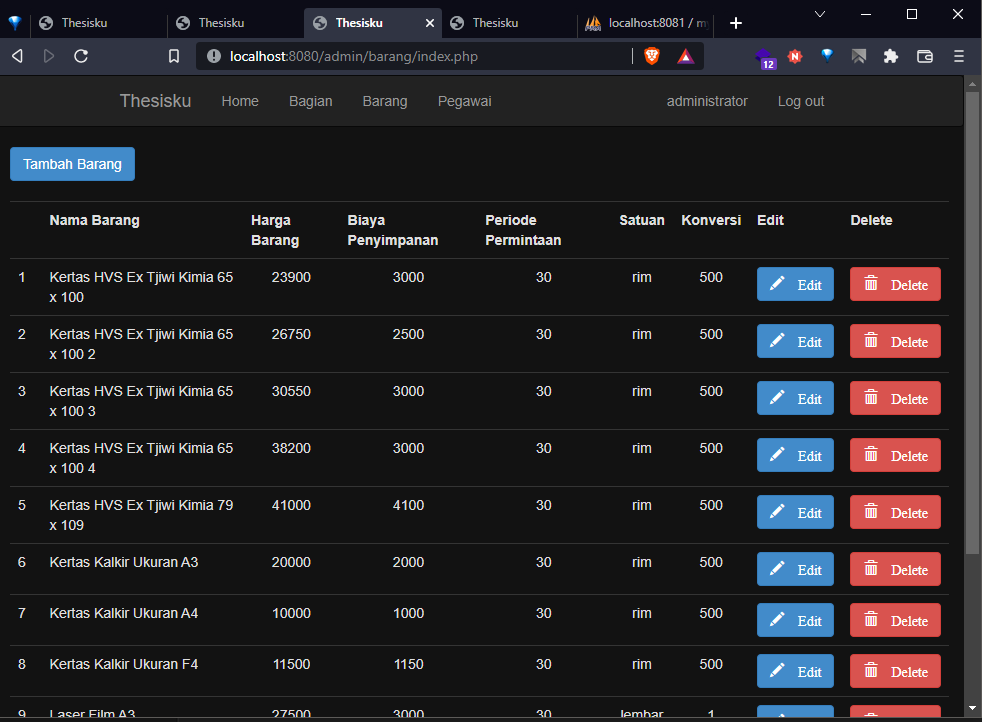 Thesisku Thesisku Thesisku Thesisku localhost:8081 / m
localhost:8080/admin/barang/index.php 12
Thesisku Home Bagian Barang Pegawai administrator Log out
Tambah Barang
Nama Barang Harga Biaya Periode Satuan Konversi Edit Delete
Barang Penyimpanan Permintaan
1 Kertas HVS Ex Tjiwi Kimia 65 23900 3000 30 rim 500 Edit Delete
x 100
2 Kertas HVS Ex Tjiwi Kimia 65 26750 2500 30 rim 500 Edit Delete
x 100 2
3 Kertas HVS Ex Tjiwi Kimia 65 30550 3000 30 rim 500 Edit Delete
x 100 3
4 Kertas HVS Ex Tjiwi Kimia 65 38200 3000 30 rim 500 Edit Delete
x 100 4
5 Kertas HVS Ex Tjiwi Kimia 79 41000 4100 30 rim 500 Edit Delete
x 109
6 Kertas Kalkir Ukuran A3 20000 2000 30 rim 500 Edit Delete
7 Kertas Kalkir Ukuran A4 10000 1000 30 rim 500 Edit Delete
8 Kertas Kalkir Ukuran F4 11500 1150 30 rim 500 Edit Delete
9 Laser Film A3 27500 3000 30 lembar 1